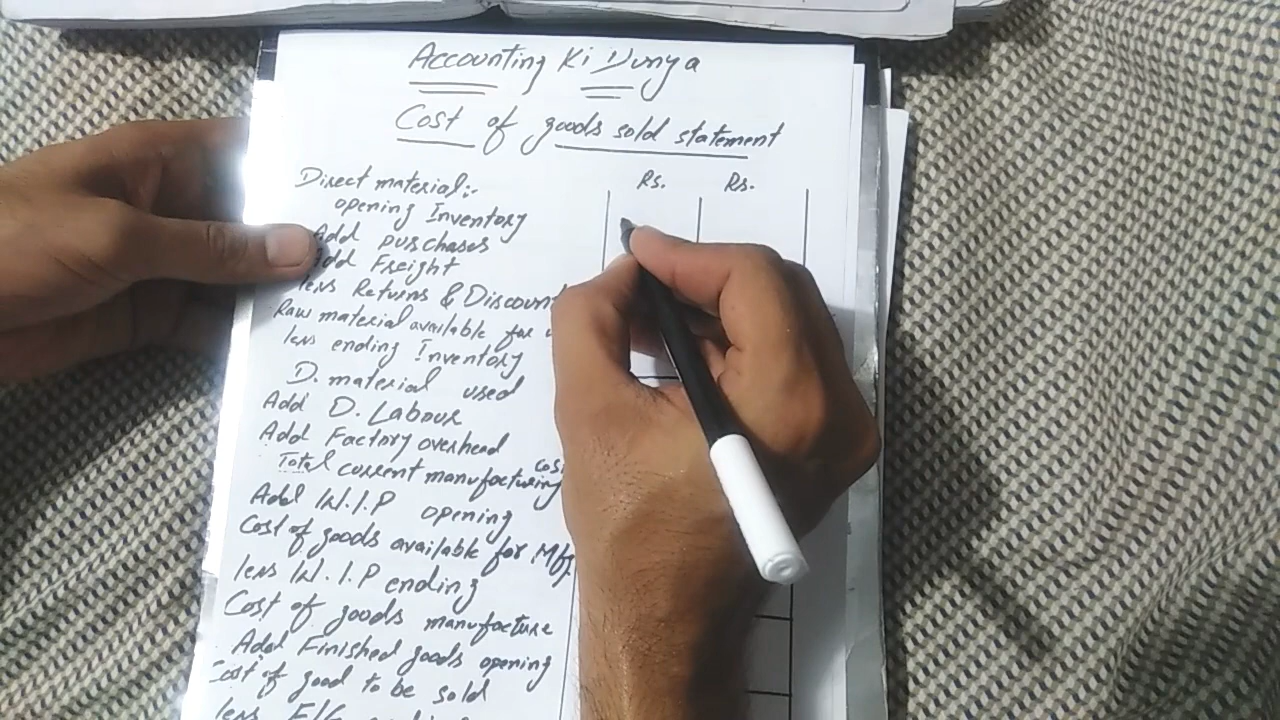 Accounting Ki Dunya
Cost of goods sold statement
Rs. Rs.
Direct material:-
opening Inventory
Add purchases
Add Freight
less Returns & Discount
Raw material available for
less ending Inventory
D. material used
Add D. Labour
Add Factory overhead
Total current manufacturing cost
Add W.I.P opening
Cost of goods available for Mfg
less W.I.P ending
Cost of goods manufacture
Add Finished goods opening
Cost of good to be sold
less F/G